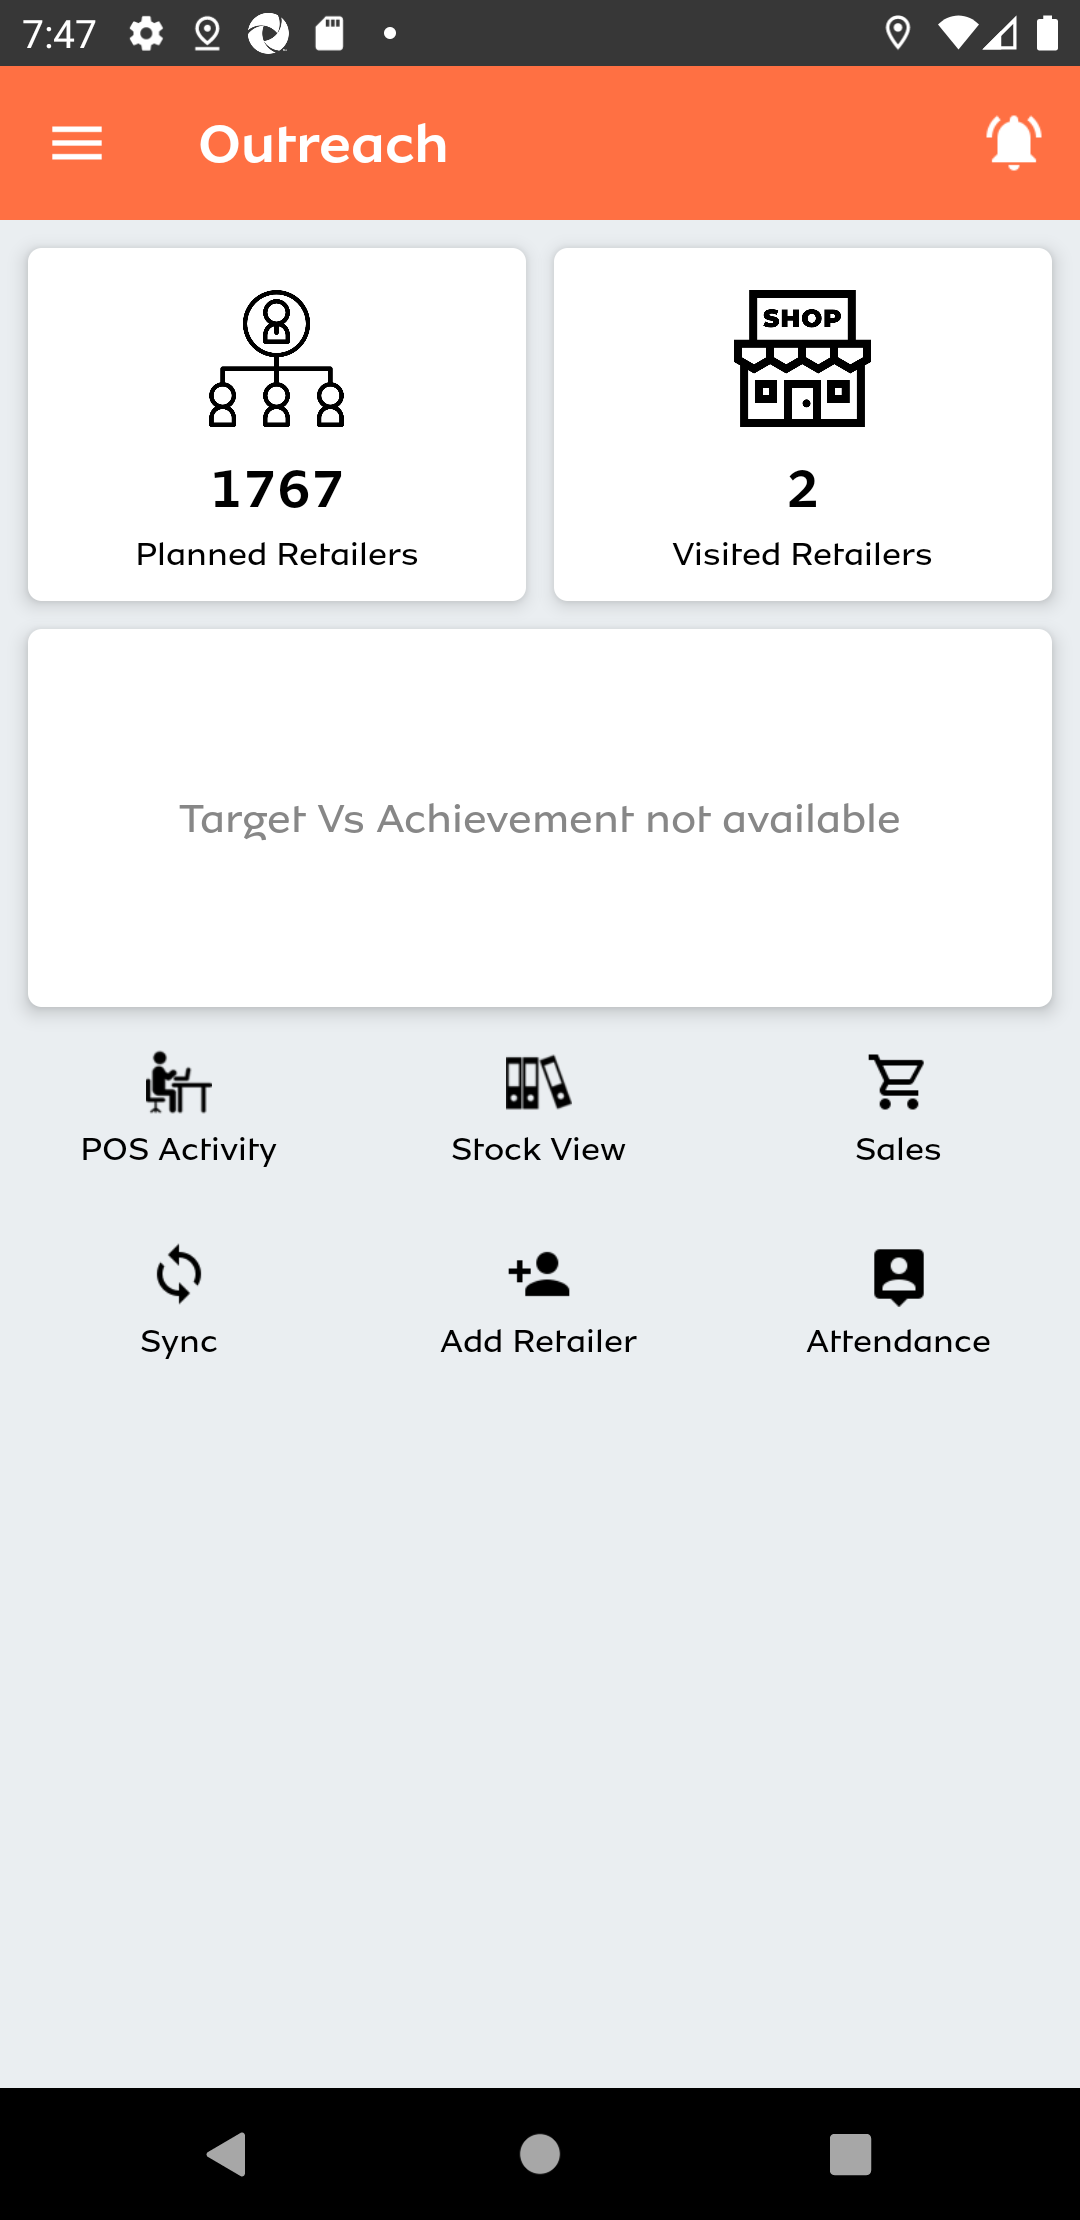 7:47
Outreach
SHOP
1767
Planned Retailers
2
Visited Retailers
Target Vs Achievement not available
POS Activity
Stock View
Sales
Sync
Add Retailer
Attendance